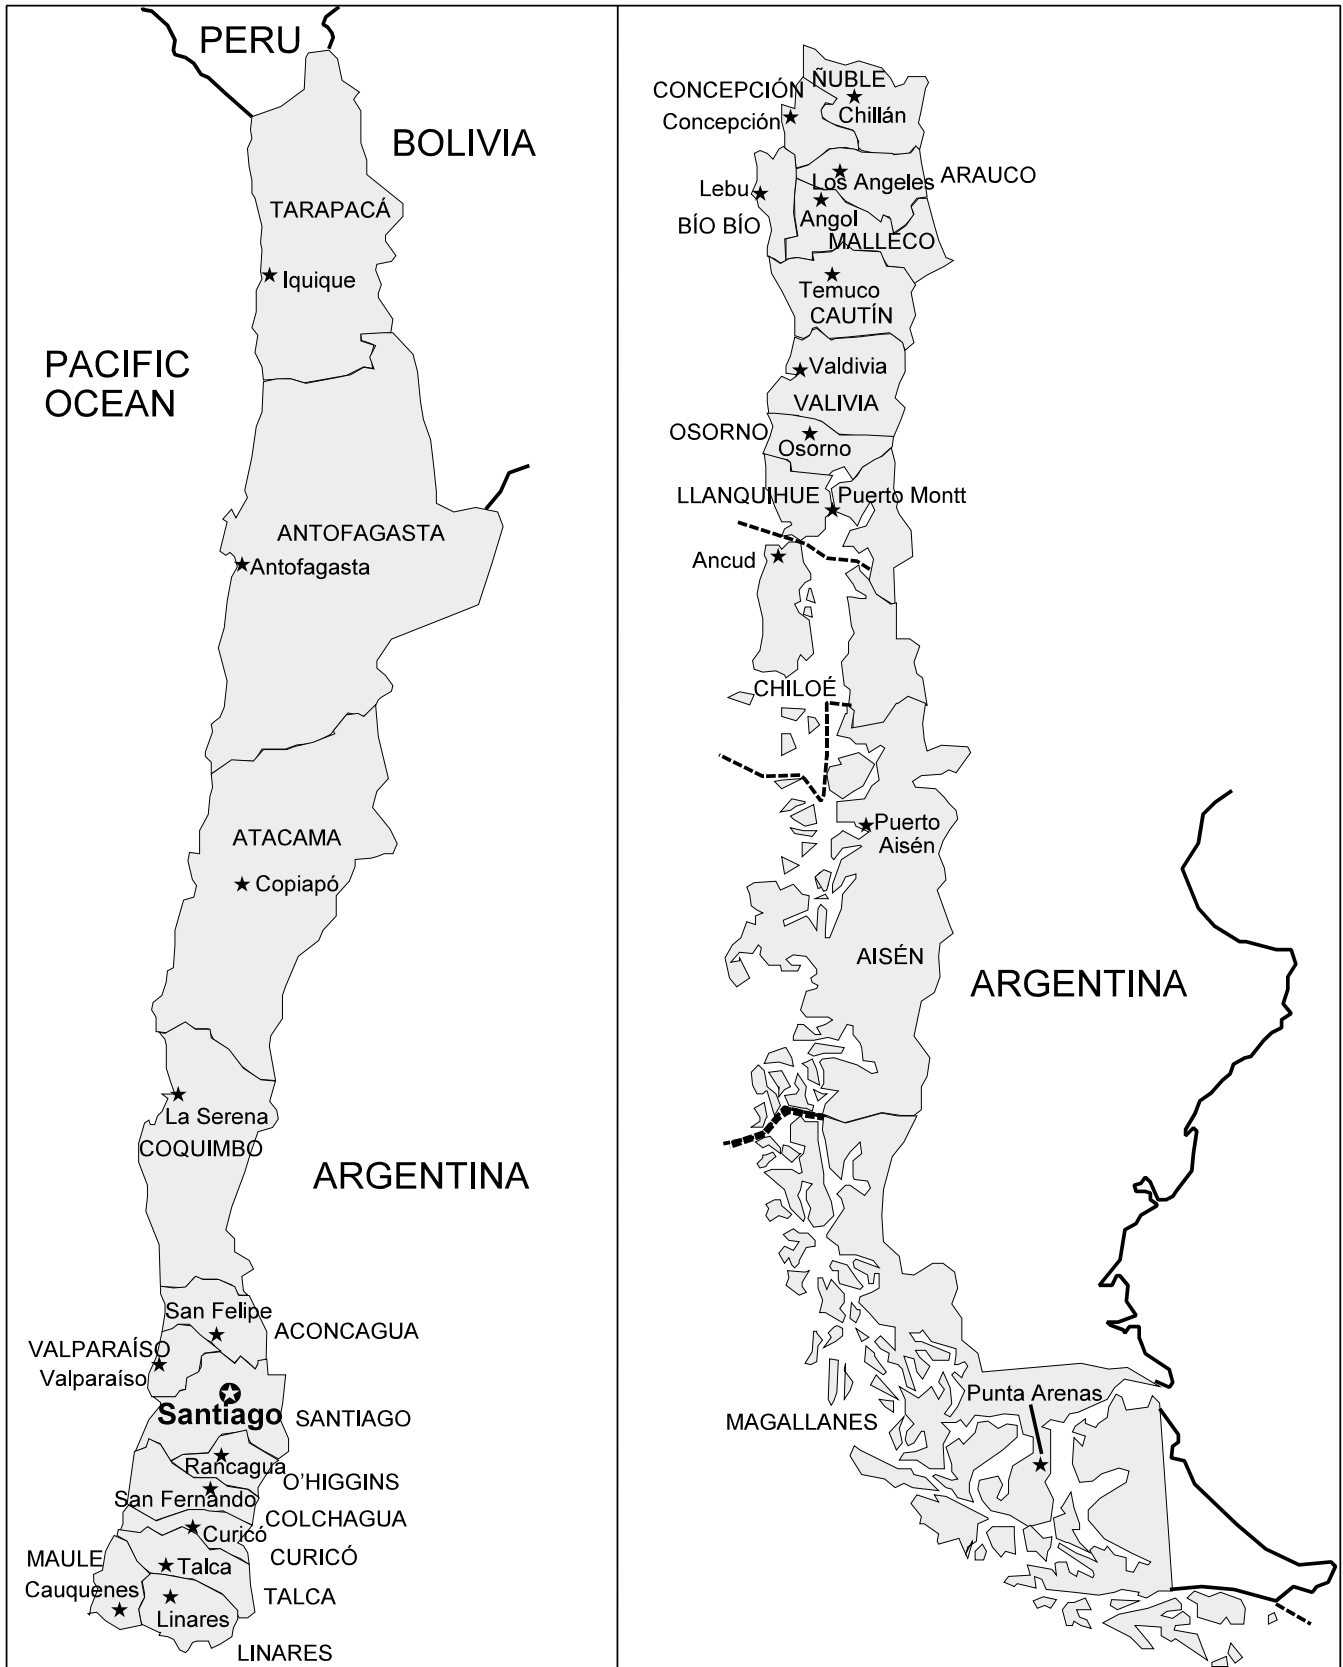 PERU
BOLIVIA
TARAPACÁ
Iquique
PACIFIC
OCEAN
ANTOFAGASTA
Antofagasta
ATACAMA
Copiapó
La Serena
COQUIMBO
ARGENTINA
San Felipe
ACONCAGUA
VALPARAÍSO
Valparaíso
Santiago
SANTIAGO
Rancagua
O'HIGGINS
San Fernando
COLCHAGUA
Curicó
CURICÓ
MAULE
Talca
Cauquenes
TALCA
Linares
LINARES
ÑUBLE
CONCEPCIÓN
Chillán
Concepción
Los Angeles
ARAUCO
Lebu
Angol
BÍO BÍO
MALLECO
Temuco
CAUTÍN
Valdivia
VALIVIA
OSORNO
Osorno
LLANQUIHUE
Puerto Montt
Ancud
CHILOÉ
Puerto
Aisén
AISÉN
ARGENTINA
Punta Arenas
MAGALLANES